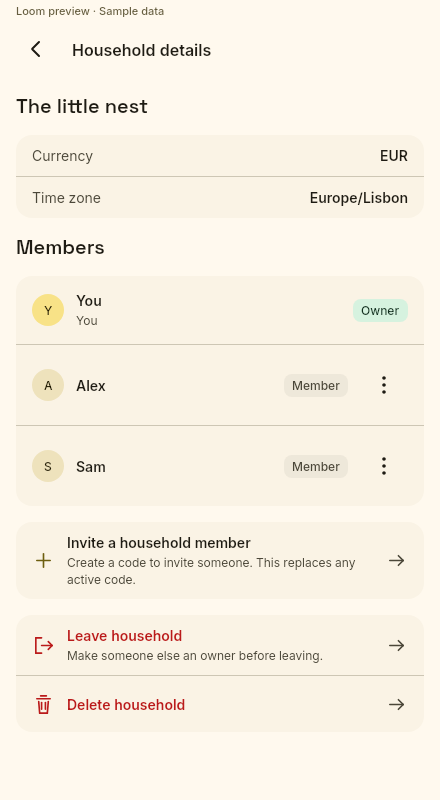 Loom preview · Sample data
Household details
The little nest
Currency EUR
Time zone Europe/Lisbon
Members
Y You Owner
You
A Alex Member
S Sam Member
Invite a household member
Create a code to invite someone. This replaces any
active code.
Leave household
Make someone else an owner before leaving.
Delete household